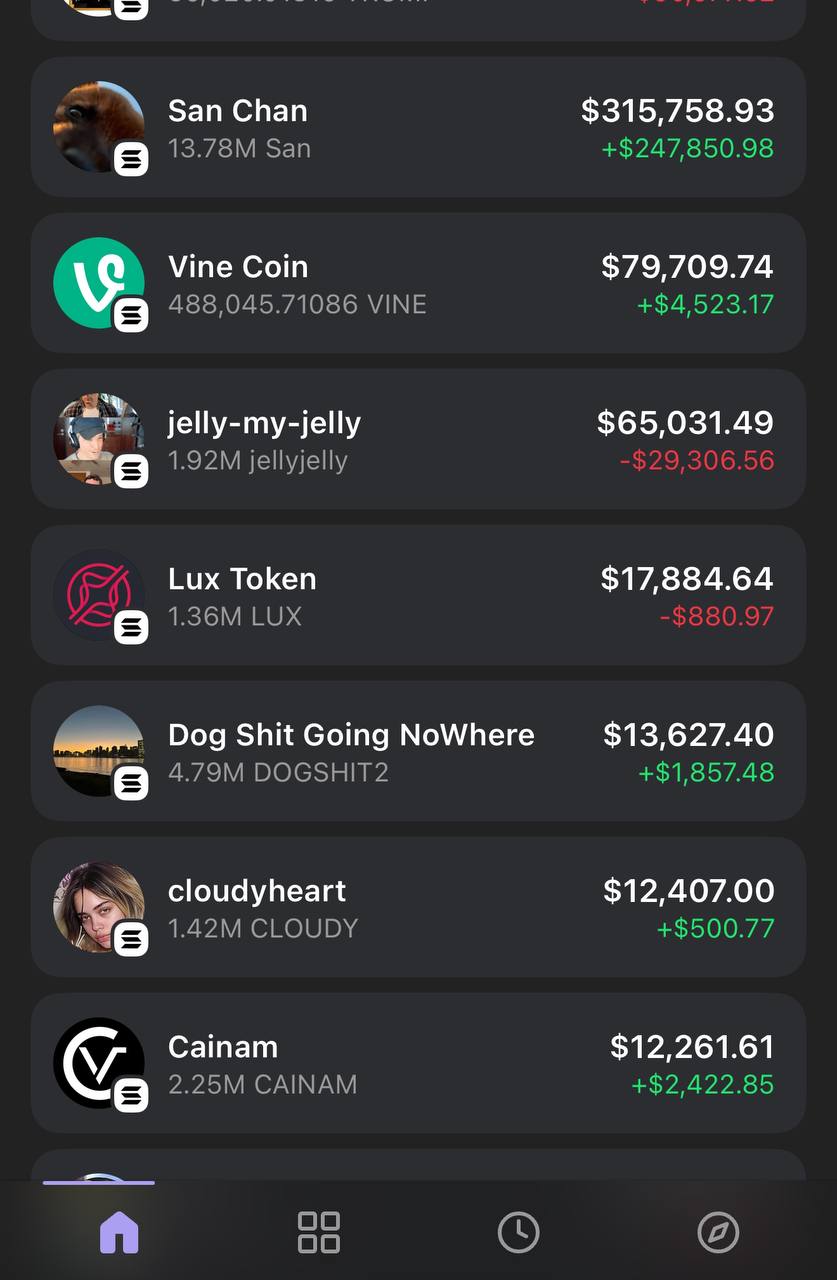 San Chan
$315,758.93
13.78M San
+$247,850.98
Vine Coin
$79,709.74
488,045.71086 VINE
+$4,523.17
jelly-my-jelly
$65,031.49
1.92M jellyjelly
-$29,306.56
Lux Token
$17,884.64
1.36M LUX
-$880.97
Dog Shit Going NoWhere
$13,627.40
4.79M DOGSHIT2
+$1,857.48
cloudyheart
$12,407.00
1.42M CLOUDY
+$500.77
Cainam
$12,261.61
2.25M CAINAM
+$2,422.85